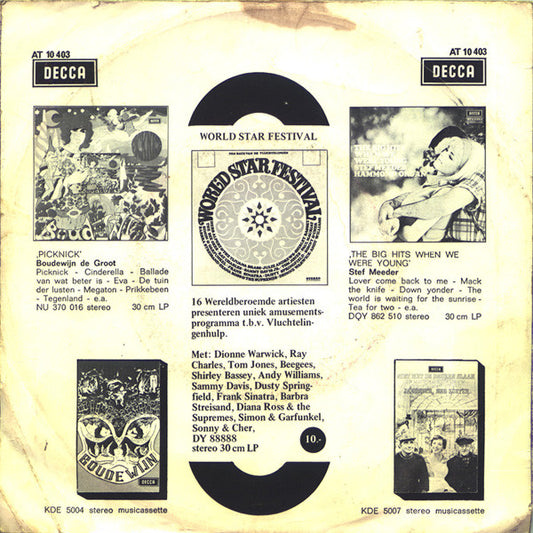 AT 10 403
DECCA
AT 10 403
DECCA
‚PICKNICK'
Boudewijn de Groot
Picknick - Cinderella - Ballade
van wat beter is - Eva - De tuin
der lusten - Megaton - Prikkebeen
- Tegenland - e.a.
NU 370 016 stereo 30 cm LP
WORLD STAR FESTIVAL
WORLD STAR FESTIVAL
16 Wereldberoemde artiesten
presenteren uniek amusements-
programma t.b.v. Vluchtelin-
genhulp.
Met: Dionne Warwick, Ray
Charles, Tom Jones, Beegees,
Shirley Bassey, Andy Williams,
Sammy Davis, Dusty Spring-
field, Frank Sinatra, Barbra
Streisand, Diana Ross & the
Supremes, Simon & Garfunkel,
Sonny & Cher,
DY 88888
stereo 30 cm LP
10.-
‚THE BIG HITS WHEN WE
WERE YOUNG'
Stef Meeder
Lover come back to me - Mack
the knife - Down yonder - The
world is waiting for the sunrise -
Tea for two - e.a.
DQY 862 510 stereo 30 cm LP
BOUDEWIJN
DECCA
KDE 5004 stereo musicassette
KDE 5007 stereo musicassette